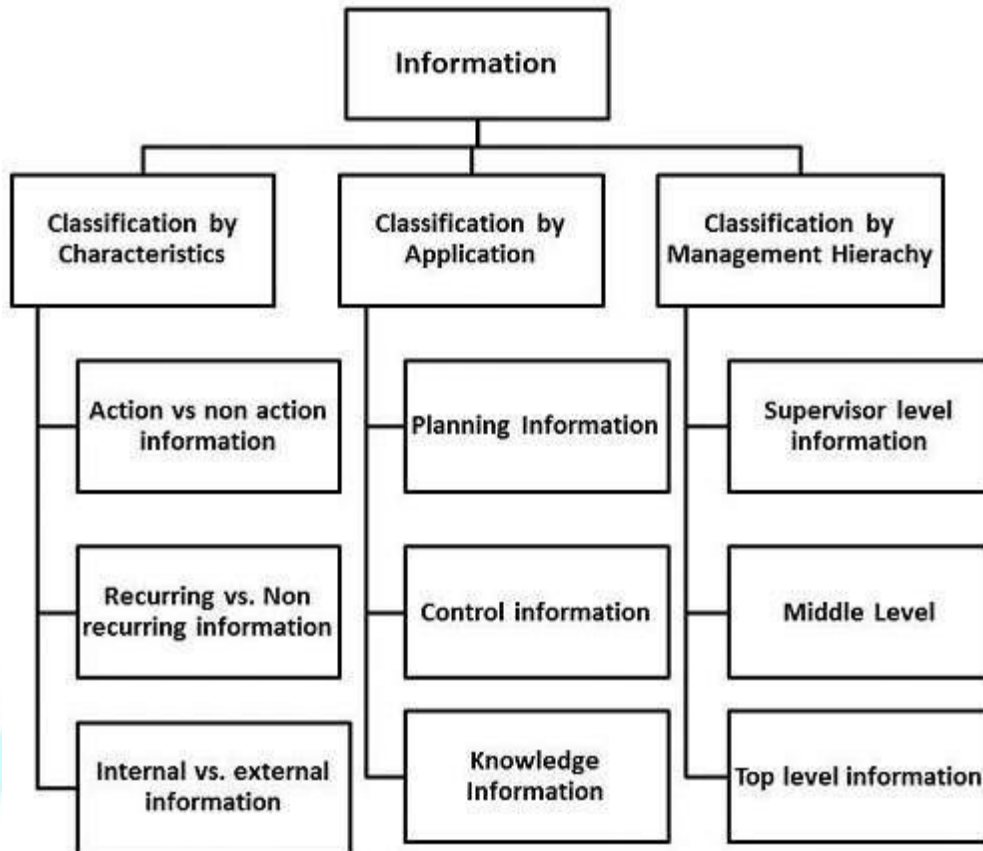 Information
Classification by
Characteristics
Classification by
Application
Classification by
Management Hierachy
Action vs non action
information
Planning Information
Supervisor level
information
Recurring vs. Non
recurring information
Control information
Middle Level
Internal vs. external
information
Knowledge
Information
Top level information